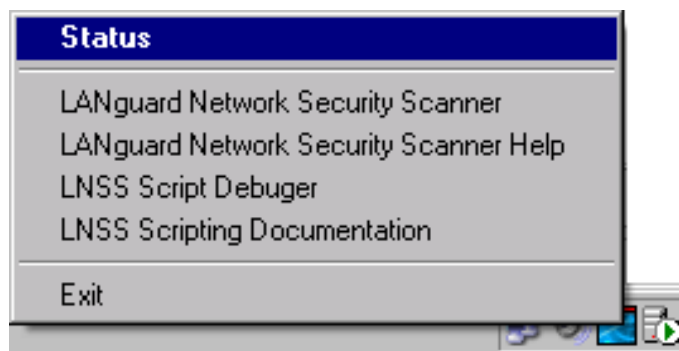 Status
LANguard Network Security Scanner
LANguard Network Security Scanner Help
LNSS Script Debuger
LNSS Scripting Documentation
Exit